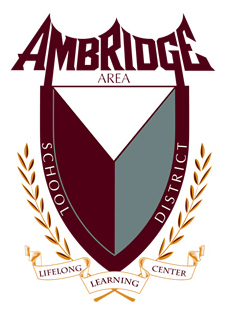 AMBRIDGE
AREA
SCHOOL
DISTRICT
LIFELONG
LEARNING
CENTER